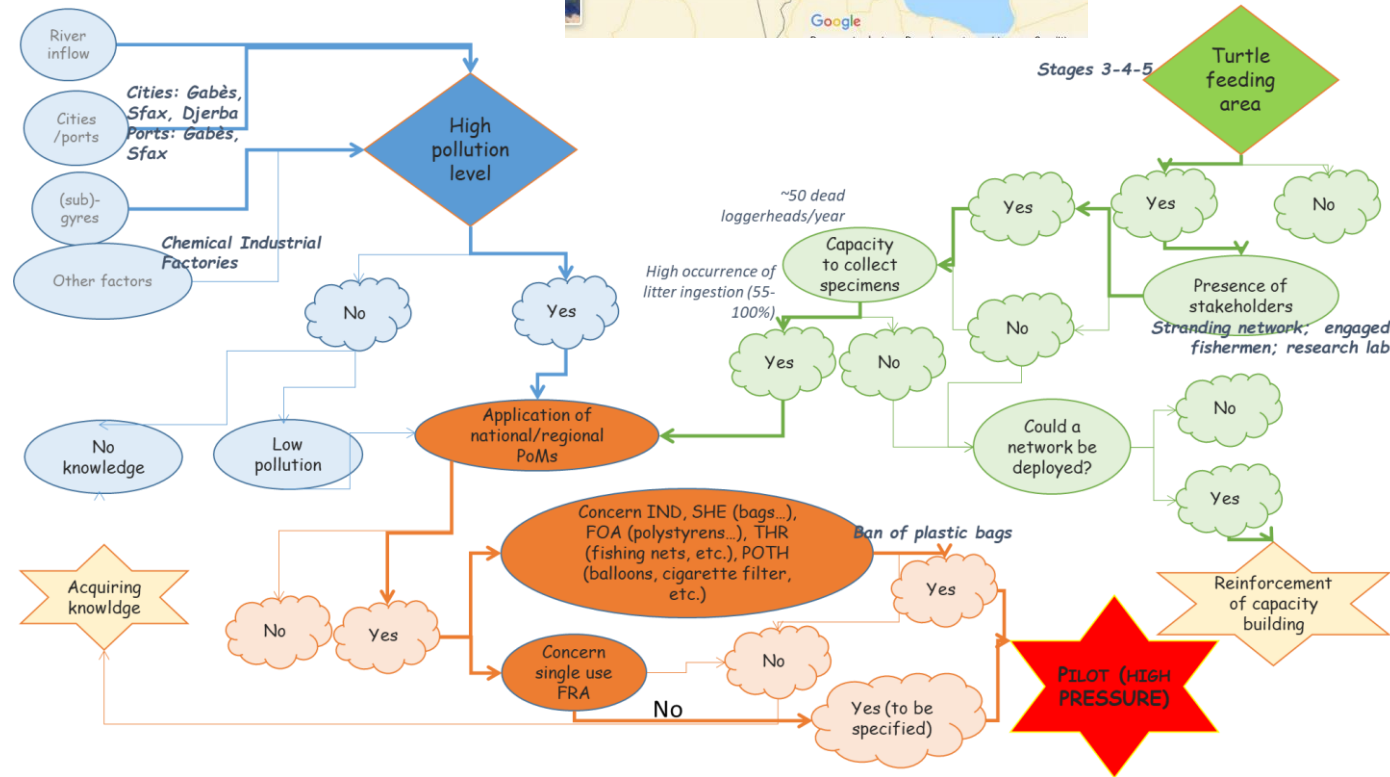 Google
River
inflow
Cities
/ports
Cities: Gabès,
Sfax, Djerba
Ports: Gabès,
Sfax
(sub)-
gyres
Other factors
Chemical Industrial
Factories
High
pollution
level
No
Yes
No
knowledge
Low
pollution
Stages 3-4-5
Turtle
feeding
area
Yes
No
Presence of
stakeholders
Stranding network; engaged
fishermen; research lab
Yes
No
~50 dead
loggerheads/year
Capacity
to collect
specimens
High occurrence of
litter ingestion (55-
100%)
Yes
No
Could a
network be
deployed?
No
Yes
Reinforcement
of capacity
building
Application of
national/regional
PoMs
No
Yes
Concern IND, SHE (bags…),
FOA (polystyrens…), THR
(fishing nets, etc.), POTH
(balloons, cigarette filter,
etc.)
Ban of plastic bags
Yes
No
Concern
single use
FRA
No
Yes (to be
specified)
Acquiring
knowldge
PILOT (HIGH
PRESSURE)